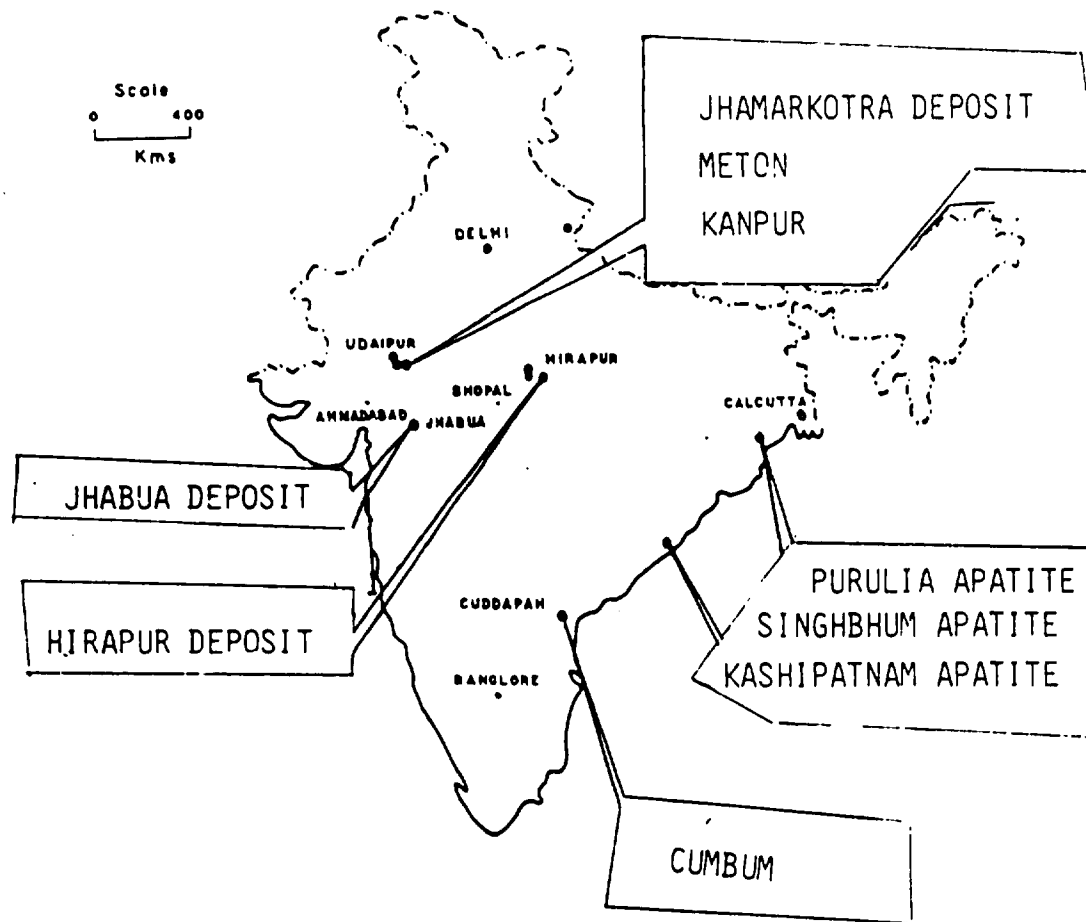 Scale
0 400
Kms
JHAMARKOTRA DEPOSIT
METON
KANPUR
DELHI
UDAIPUR
HIRAPUR
BHOPAL
CALCUTTA
AHMADABAD
JHABUA
JHABUA DEPOSIT
PURULIA APATITE
SINGHBHUM APATITE
KASHIPATNAM APATITE
CUDDAPAH
HIRAPUR DEPOSIT
BANGLORE
CUMBUM